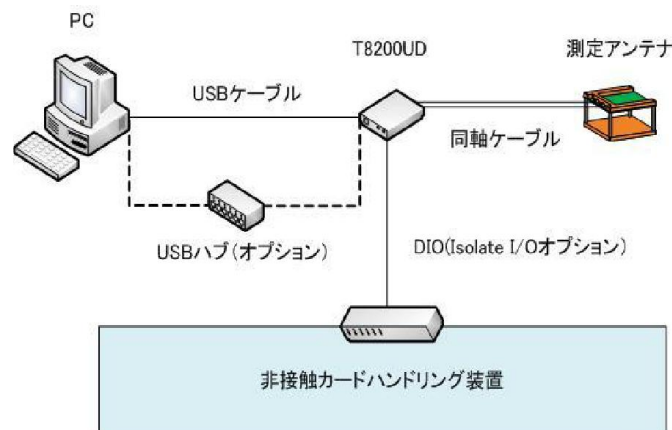 PC
T8200UD
測定アンテナ
USBケーブル
同軸ケーブル
USBハブ(オプション)
DIO(Isolate I/Oオプション)
非接触カードハンドリング装置